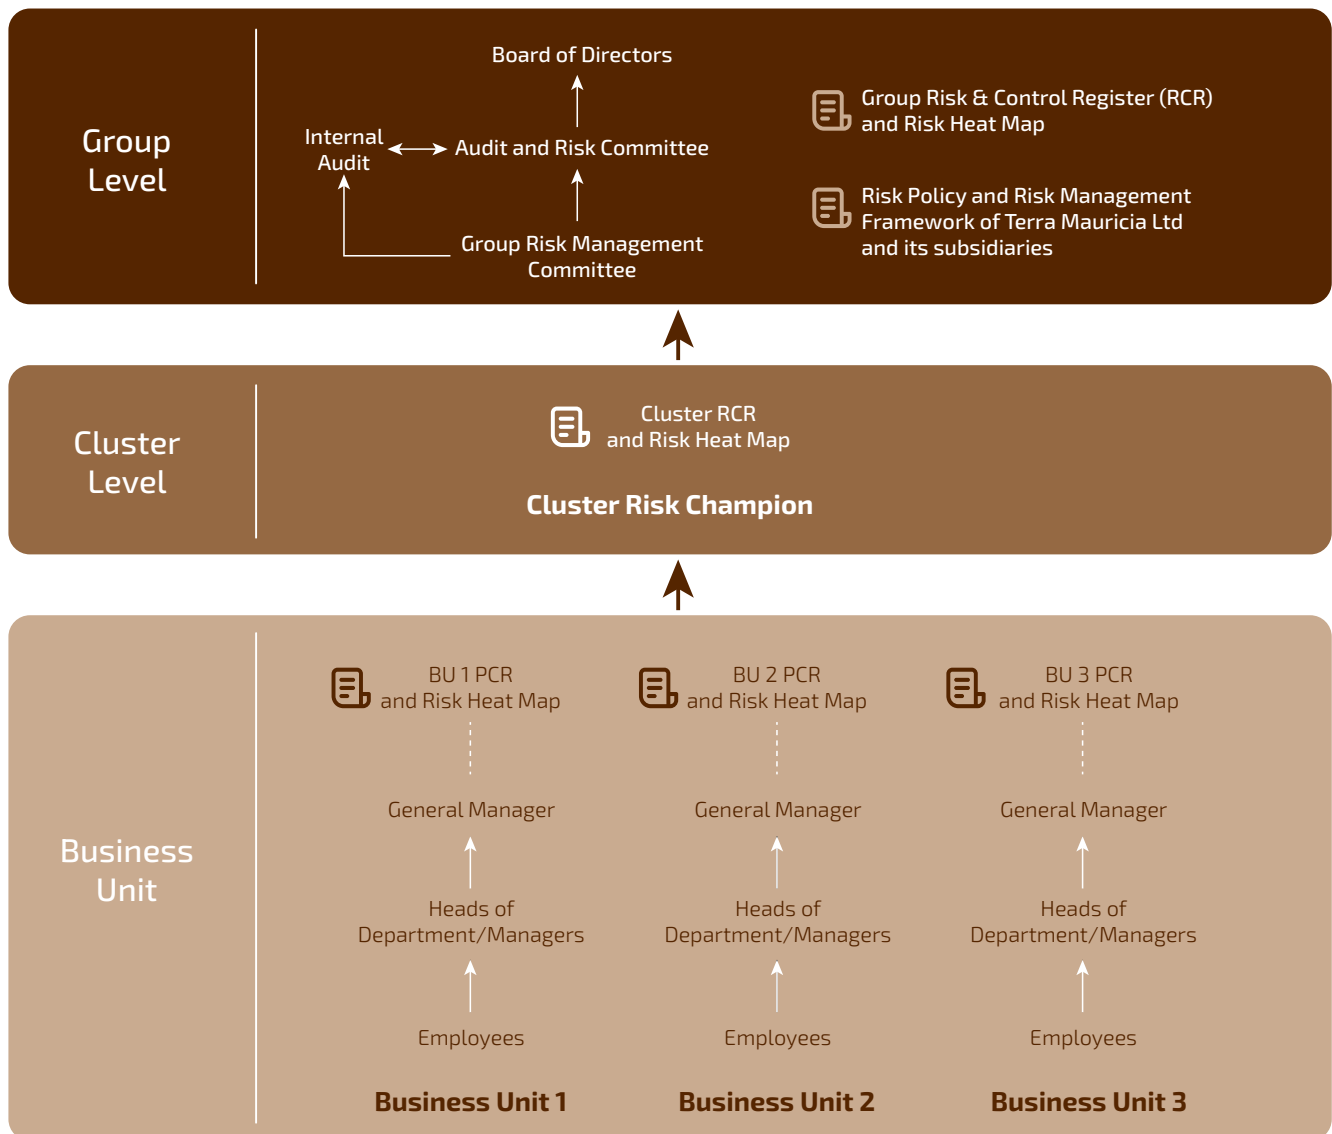 Group
Level
Board of Directors
Internal
Audit
Audit and Risk Committee
Group Risk Management
Committee
Group Risk & Control Register (RCR)
and Risk Heat Map
Risk Policy and Risk Management
Framework of Terra Mauricia Ltd
and its subsidiaries
Cluster
Level
Cluster RCR
and Risk Heat Map
Cluster Risk Champion
Business
Unit
BU 1 PCR
and Risk Heat Map
General Manager
Heads of
Department/Managers
Employees
Business Unit 1
BU 2 PCR
and Risk Heat Map
General Manager
Heads of
Department/Managers
Employees
Business Unit 2
BU 3 PCR
and Risk Heat Map
General Manager
Heads of
Department/Managers
Employees
Business Unit 3